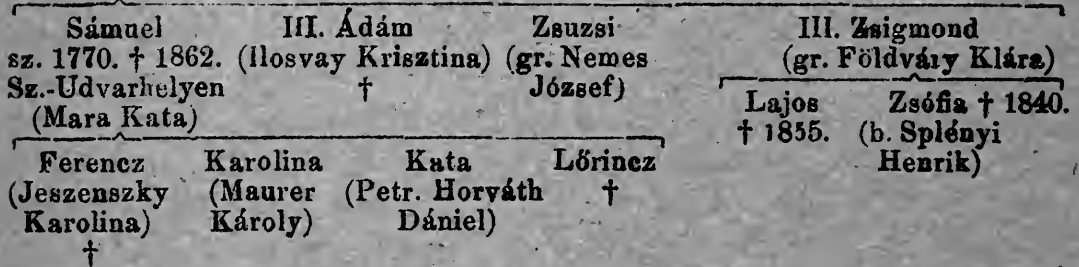 Sámuel III. Ádám Zsuzsi III. Zsigmond
sz. 1770. † 1862. (Ilosvay Krisztina) (gr. Nemes (gr. Földváry Klára)
Sz.-Udvarhelyen † József)
(Mara Kata) Lajos Zsófia † 1840.
† 1855. (b. Splényi
Henrik)
Ferencz Karolina Kata Lőrincz
(Jeszenszky (Maurer (Petr. Horváth †
Karolina) Károly) Dániel)
†